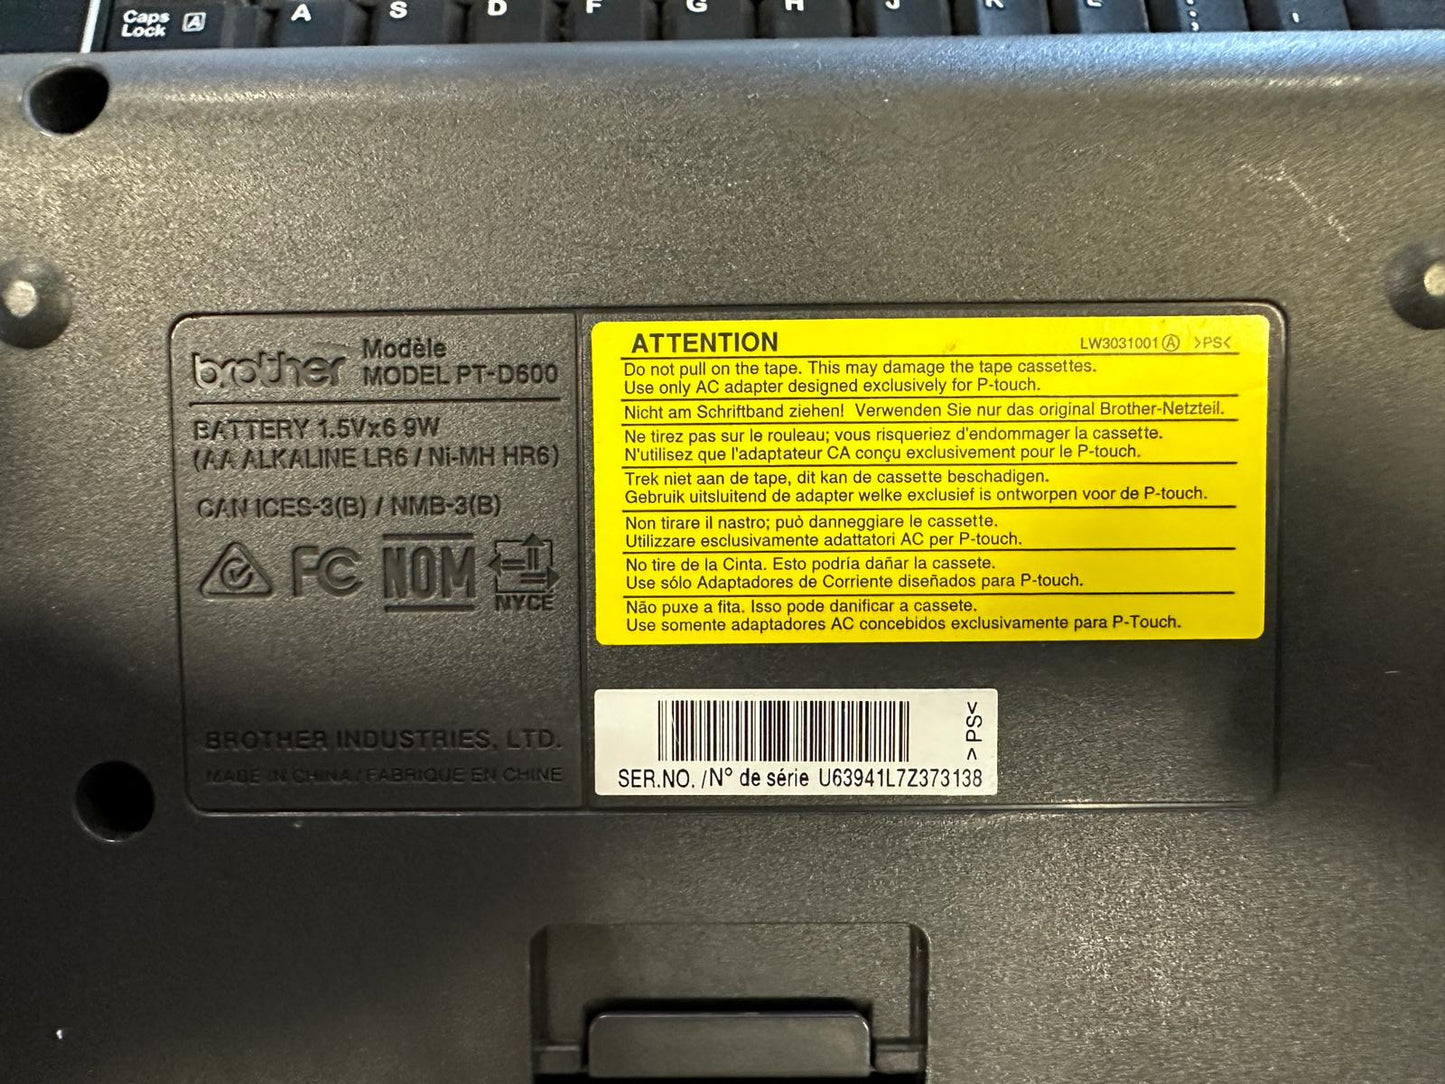 Caps
Lock
A
A
S
D
F
G
H
J
K
L
brother
Modèle
MODEL PT-D600
BATTERY 1.5Vx6 9W
(AA ALKALINE LR6 / Ni-MH HR6)
CAN ICES-3(B) / NMB-3(B)
FC
NOM
NYCE
BROTHER INDUSTRIES, LTD.
MADE IN CHINA / FABRIQUE EN CHINE
ATTENTION
LW3031001 Ⓐ >PS<
Do not pull on the tape. This may damage the tape cassettes.
Use only AC adapter designed exclusively for P-touch.
Nicht am Schriftband ziehen! Verwenden Sie nur das original Brother-Netzteil.
Ne tirez pas sur le rouleau; vous risqueriez d'endommager la cassette.
N'utilisez que l'adaptateur CA conçu exclusivement pour le P-touch.
Trek niet aan de tape, dit kan de cassette beschadigen.
Gebruik uitsluitend de adapter welke exclusief is ontworpen voor de P-touch.
Non tirare il nastro; può danneggiare le cassette.
Utilizzare esclusivamente adattatori AC per P-touch.
No tire de la Cinta. Esto podría dañar la cassete.
Use sólo Adaptadores de Corriente diseñados para P-touch.
Não puxe a fita. Isso pode danificar a cassete.
Use somente adaptadores AC concebidos exclusivamente para P-Touch.
>PS<
SER.NO. /N° de série U63941L7Z373138